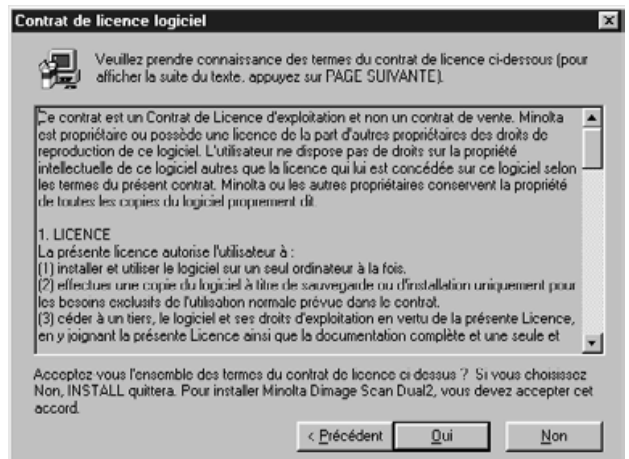 Contrat de licence logiciel
Veuillez prendre connaissance des termes du contrat de licence ci-dessous (pour
afficher la suite du texte, appuyez sur PAGE SUIVANTE).
Ce contrat est un Contrat de Licence d'exploitation et non un contrat de vente. Minolta
est propriétaire ou possède une licence de la part d'autres propriétaires des droits de
reproduction de ce logiciel. L'utilisateur ne dispose pas de droits sur la propriété
intellectuelle de ce logiciel autres que la licence qui lui est concédée sur ce logiciel selon
les termes du présent contrat. Minolta ou les autres propriétaires conservent la propriété
de toutes les copies du logiciel proprement dit.
1. LICENCE
La présente licence autorise l'utilisateur à :
(1) installer et utiliser le logiciel sur un seul ordinateur à la fois.
(2) effectuer une copie du logiciel à titre de sauvegarde ou d'installation uniquement pour
les besoins exclusifs de l'utilisation normale prévue dans le contrat.
(3) céder à un tiers, le logiciel et ses droits d'exploitation en vertu de la présente Licence,
en y joignant la présente Licence ainsi que la documentation complète et une seule et
Acceptez vous l'ensemble des termes du contrat de licence ci dessus ? Si vous choisissez
Non, INSTALL quittera. Pour installer Minolta Dimage Scan Dual2, vous devez accepter cet
accord.
< Précédent
Oui
Non